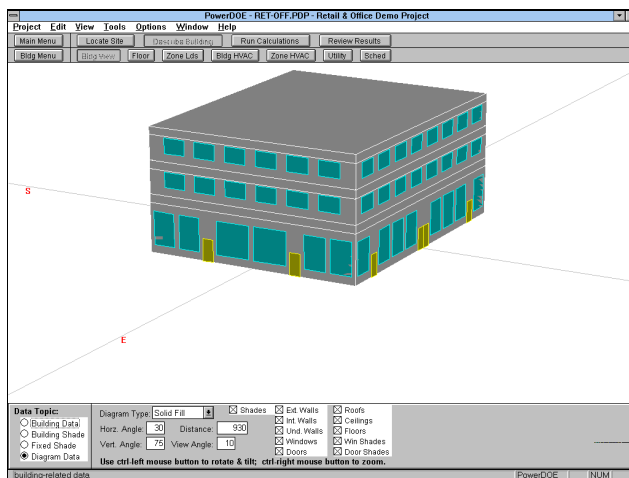 PowerDOE - RET-OFF.PDP - Retail & Office Demo Project
Project Edit View Tools Options Window Help
Main Menu Locate Site Describe Building Run Calculations Review Results
Bldg Menu Bldg View Floor Zone Lds Bldg HVAC Zone HVAC Utility Sched
S
E
Data Topic:
Building Data
Building Shade
Fixed Shade
Diagram Data
Diagram Type: Solid Fill
Horz. Angle: 30 Distance: 930
Vert. Angle: 75 View Angle: 10
Shades
Ext. Walls
Int. Walls
Und. Walls
Windows
Doors
Roofs
Ceilings
Floors
Win Shades
Door Shades
Use ctrl-left mouse button to rotate & tilt; ctrl-right mouse button to zoom.
building-related data PowerDOE NUM